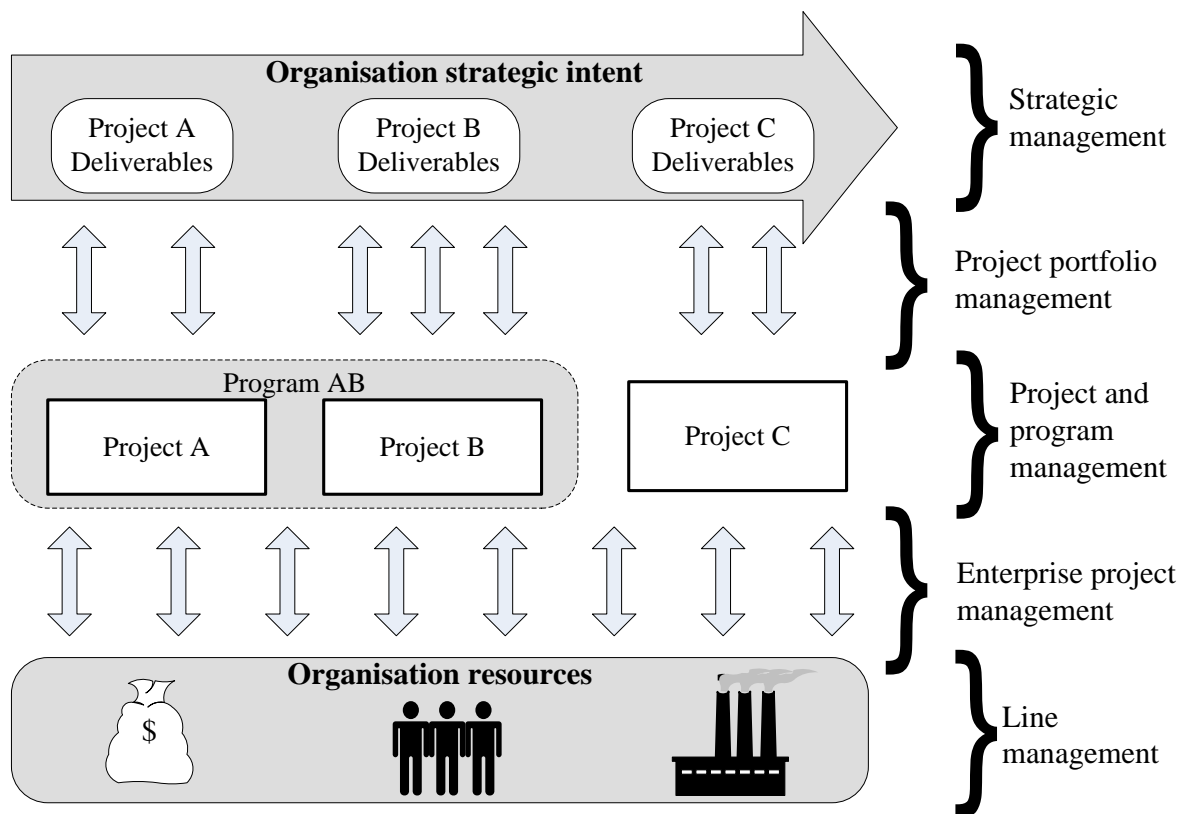 Organisation strategic intent
Project A
Deliverables
Project B
Deliverables
Project C
Deliverables
Strategic
management
Project portfolio
management
Program AB
Project A
Project B
Project C
Project and
program
management
Enterprise project
management
Organisation resources
$
Line
management